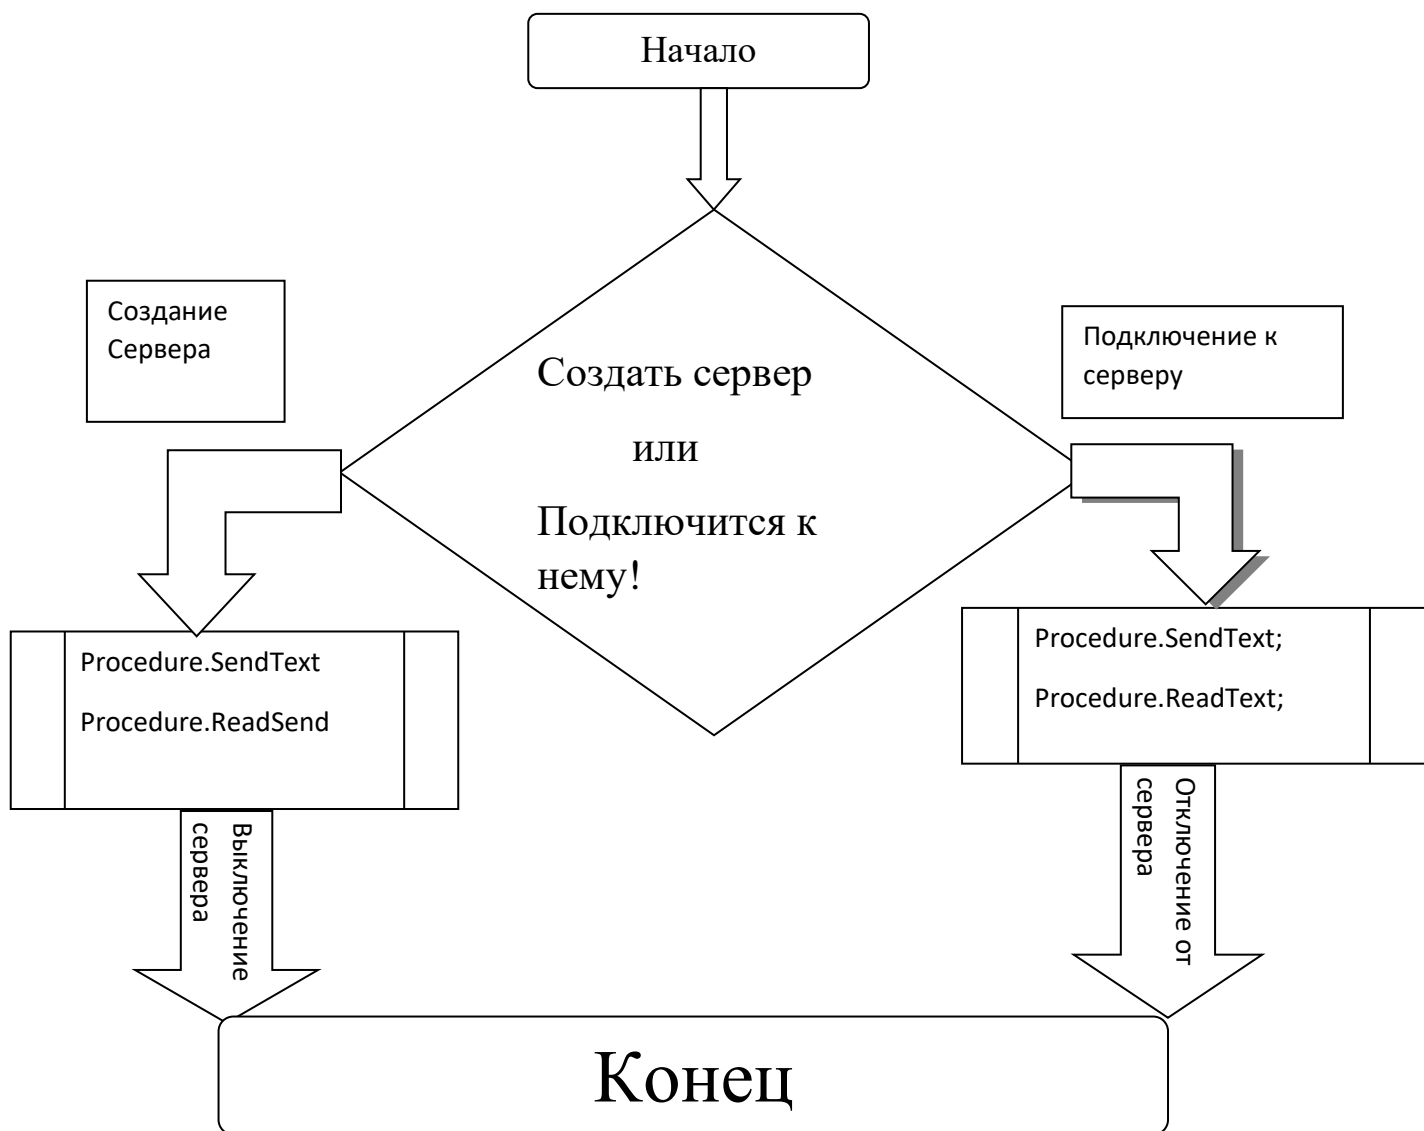 Начало
Создание
Сервера
Подключение к
серверу
Создать сервер
или
Подключится к
нему!
Procedure.SendText
Procedure.ReadSend
Procedure.SendText;
Procedure.ReadText;
Выключение
сервера
Отключение от
сервера
Конец